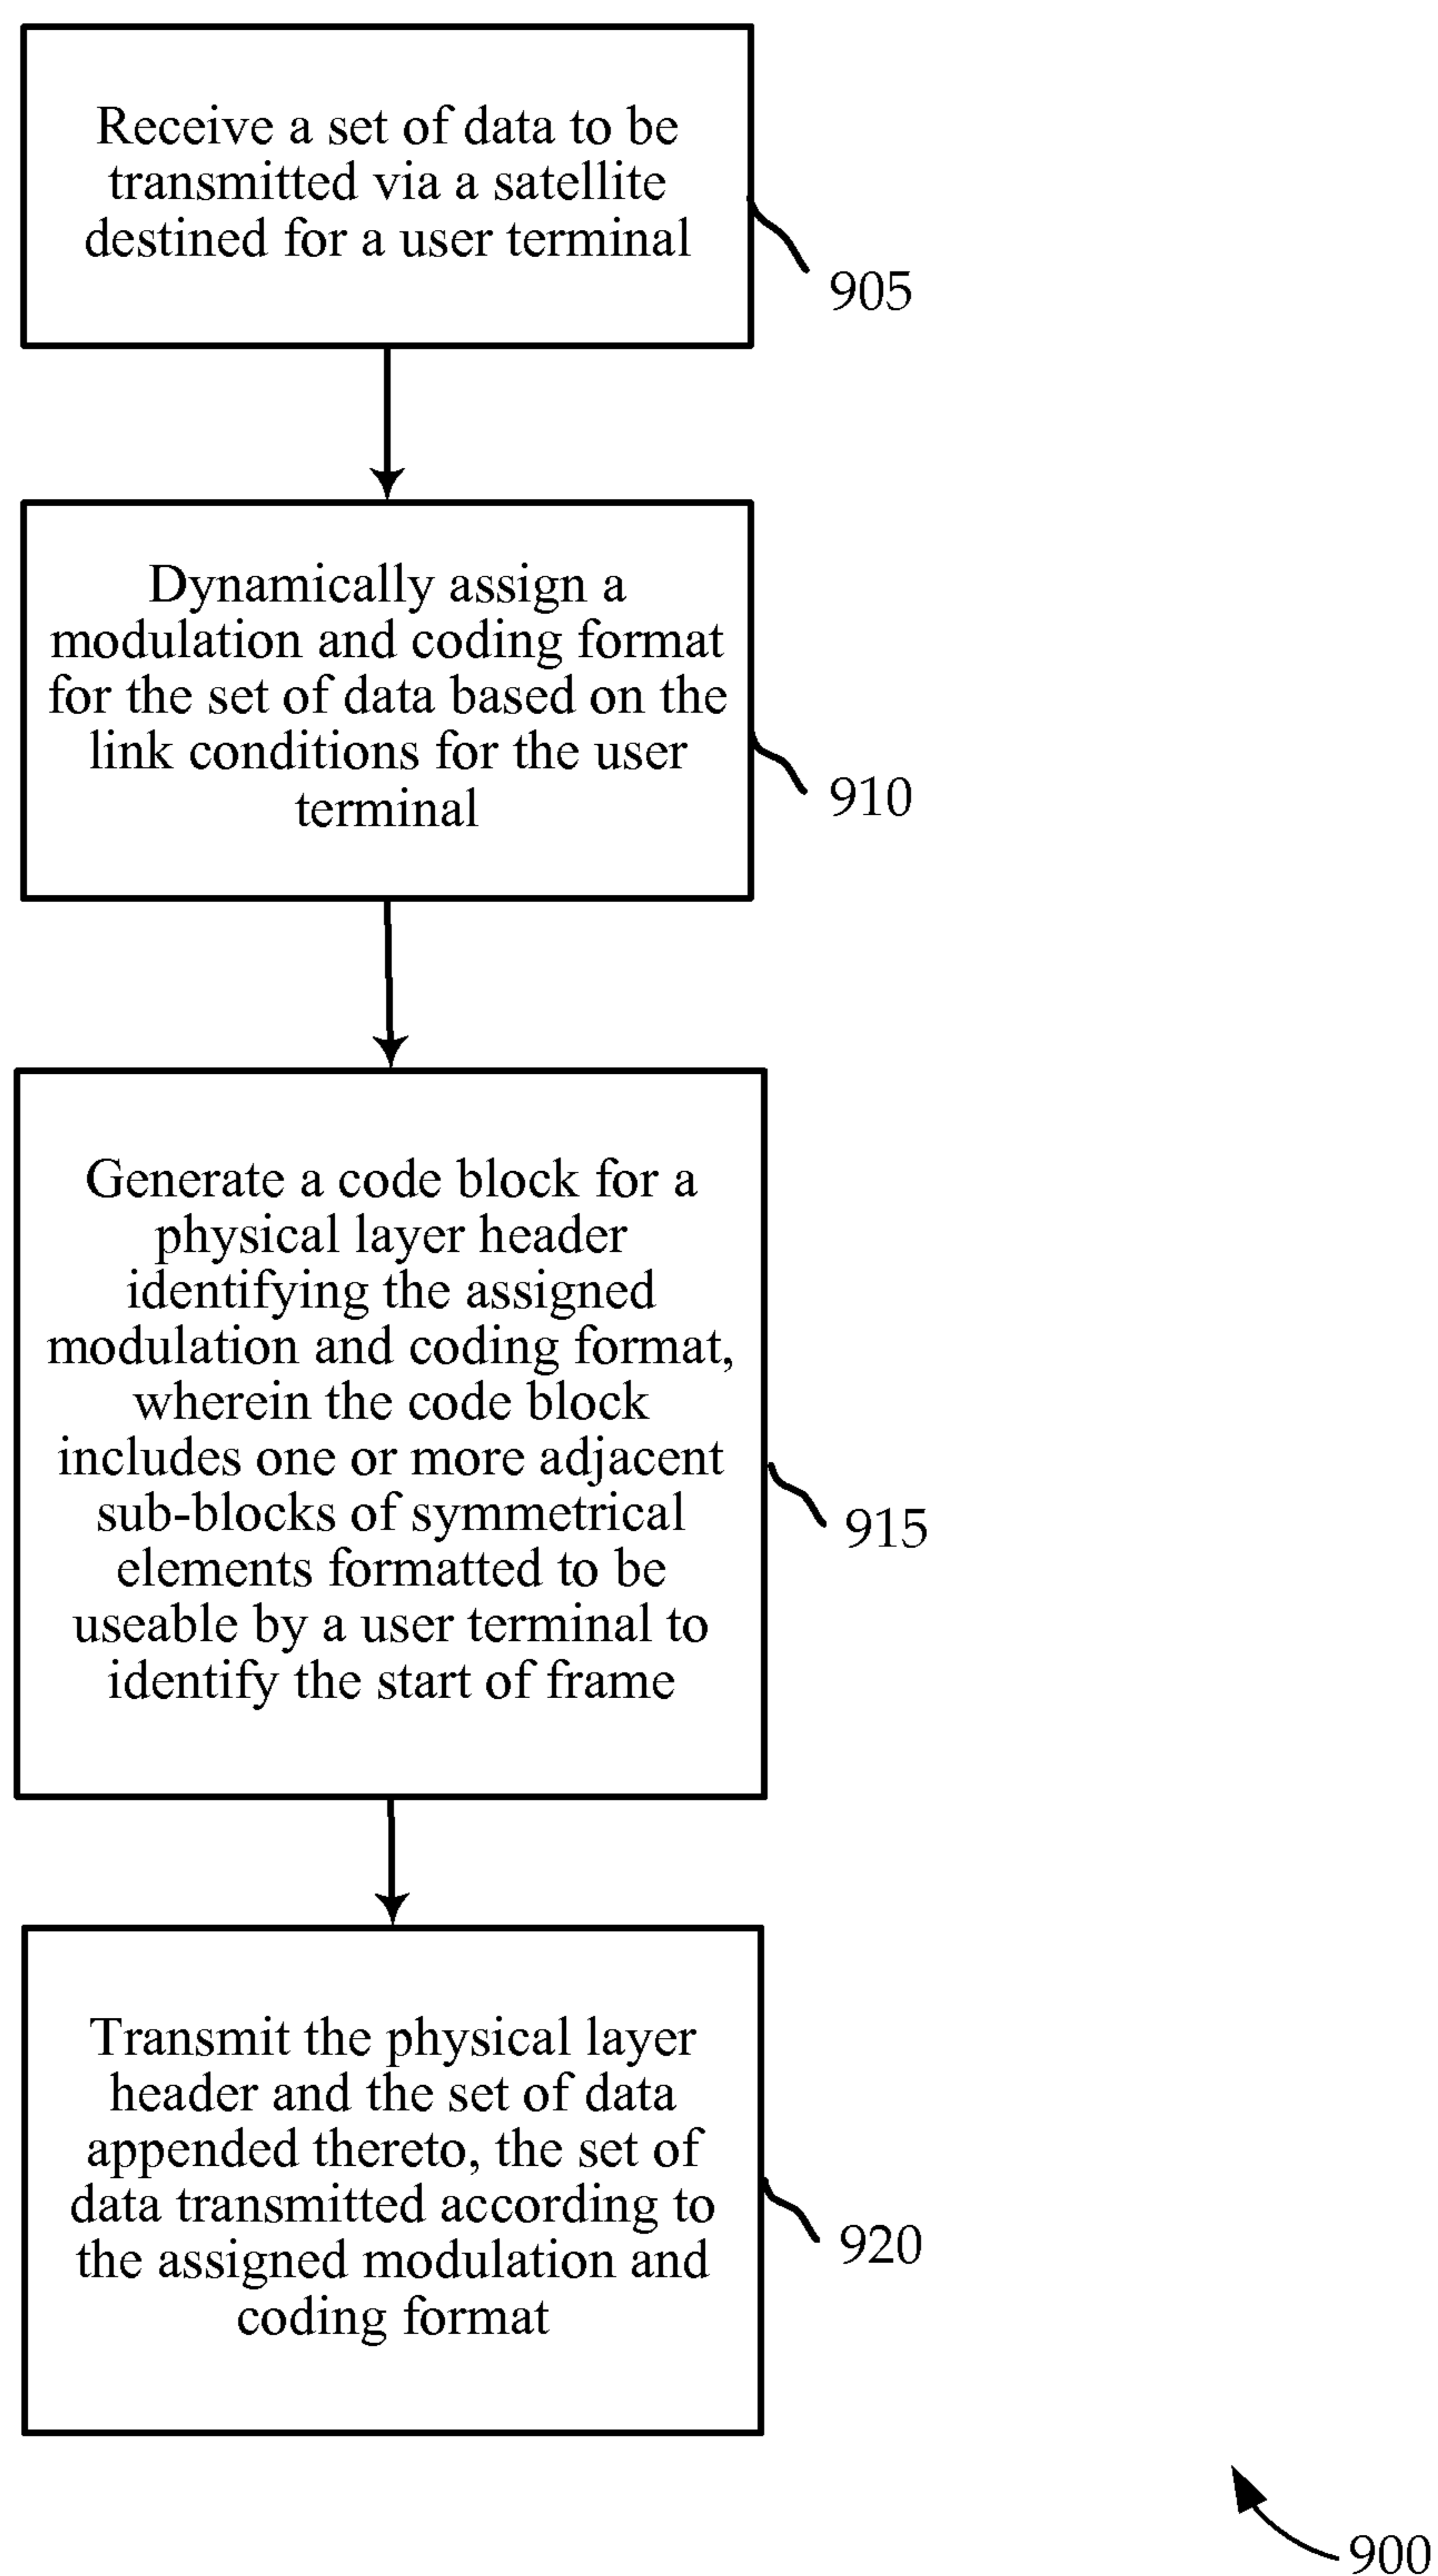 Receive a set of data to be
transmitted via a satellite
destined for a user terminal
905
Dynamically assign a
modulation and coding format
for the set of data based on the
link conditions for the user
terminal
910
Generate a code block for a
physical layer header
identifying the assigned
modulation and coding format,
wherein the code block
includes one or more adjacent
sub-blocks of symmetrical
elements formatted to be
useable by a user terminal to
identify the start of frame
915
Transmit the physical layer
header and the set of data
appended thereto, the set of
data transmitted according to
the assigned modulation and
coding format
920
900